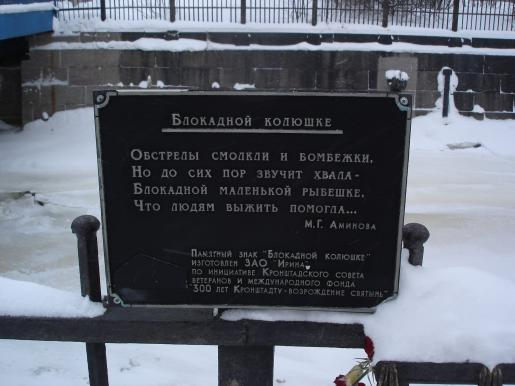 Блокадной колюшке
Обстрелы смолкли и бомбежки,
Но до сих пор звучит хвала-
Блокадной маленькой рыбешке,
Что людям выжить помогла...
М.Г. Аминова
Памятный знак "Блокадной колюшке"
изготовлен ЗАО "Ирина"
по инициативе Кронштадского совета
ветеранов и международного фонда
"300 лет Кронштадту-возрождение святынь"